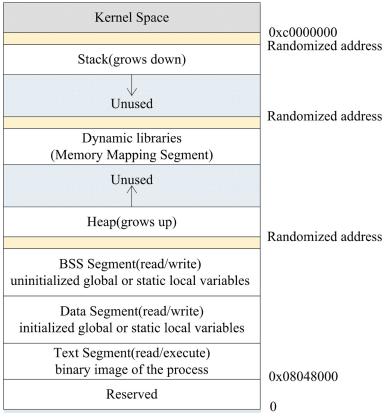 Kernel Space
0xc0000000
Randomized address
Stack(grows down)
Unused
Randomized address
Dynamic libraries
(Memory Mapping Segment)
Unused
Heap(grows up)
Randomized address
BSS Segment(read/write)
uninitialized global or static local variables
Data Segment(read/write)
initialized global or static local variables
Text Segment(read/execute)
binary image of the process
0x08048000
Reserved
0